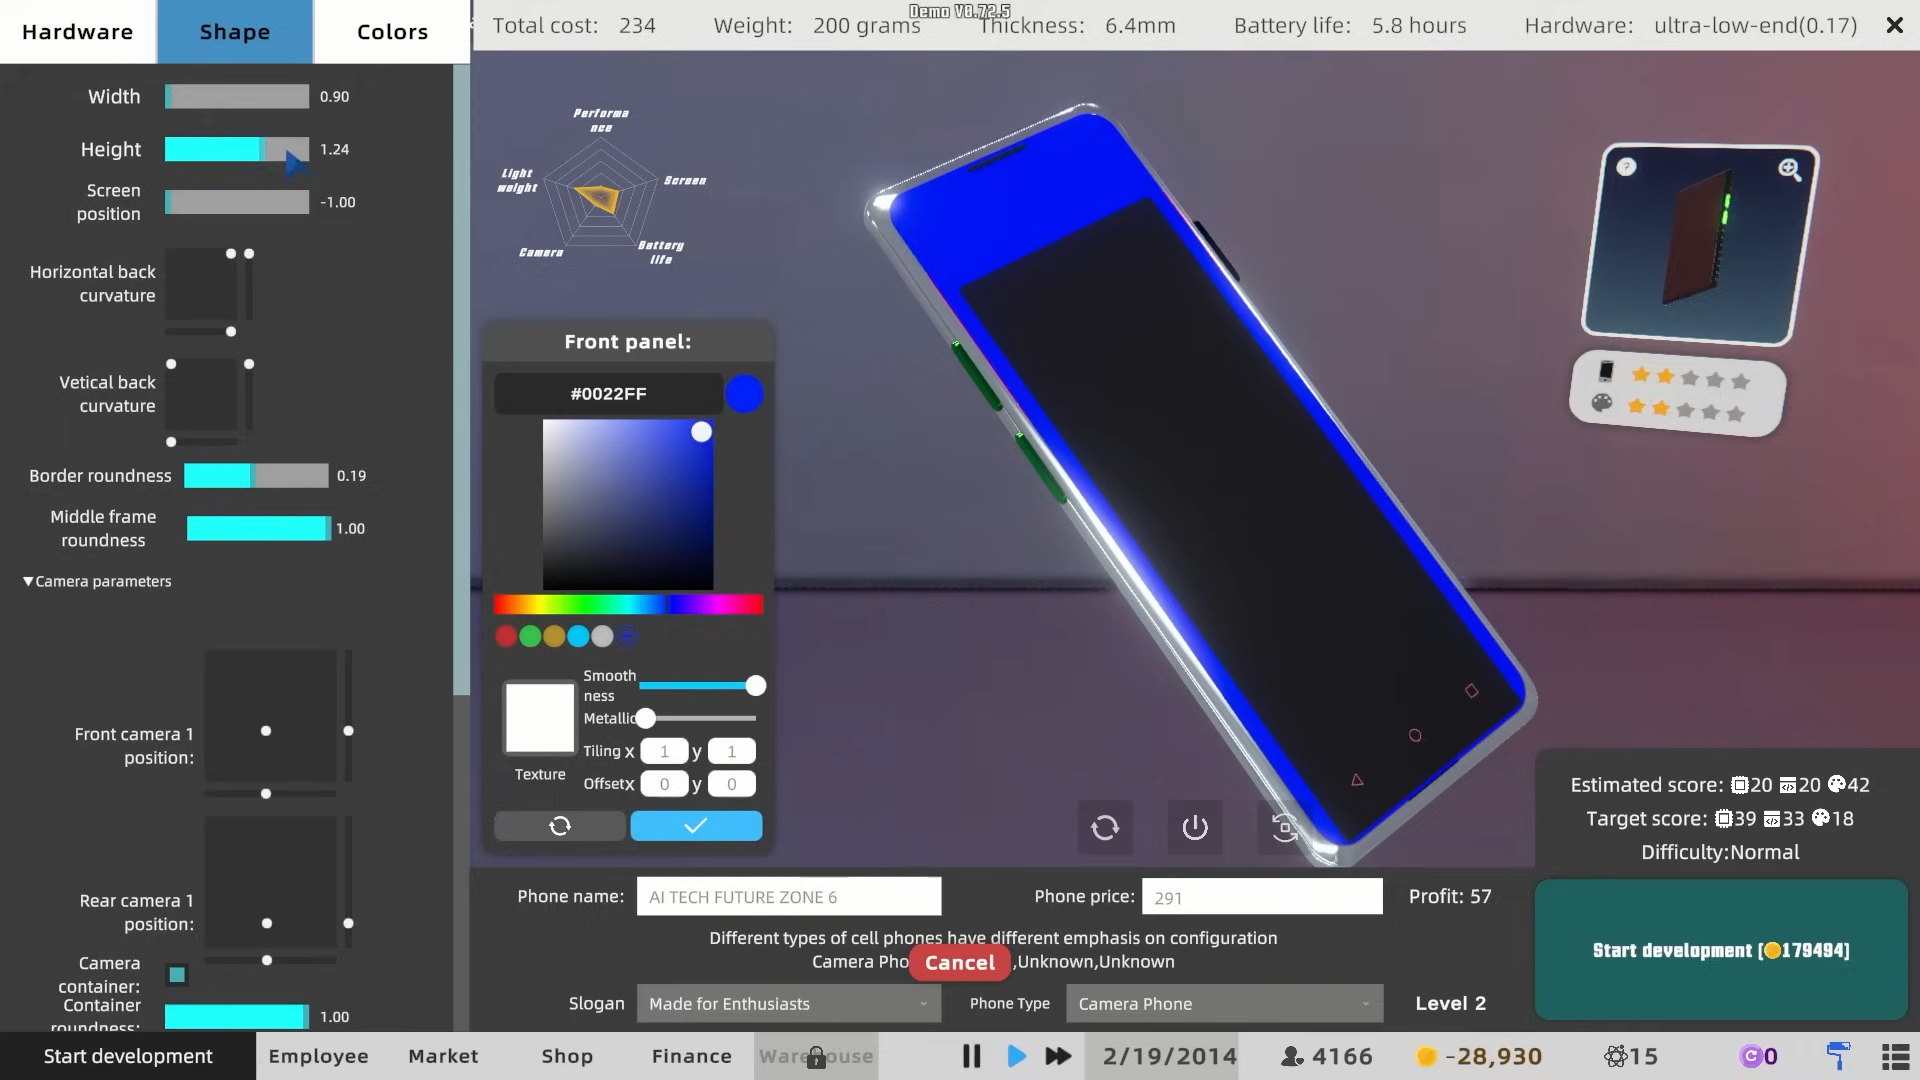 Hardware
Shape
Colors
Total cost: 234
Weight: 200 grams
Demo V0.72.5
Thickness: 6.4mm
Battery life: 5.8 hours
Hardware: ultra-low-end(0.17)
Width 0.90
Height 1.24
Screen position -1.00
Horizontal back curvature
Vetical back curvature
Border roundness 0.19
Middle frame roundness 1.00
▼Camera parameters
Front camera 1 position:
Rear camera 1 position:
Camera container:
Container roundness: 1.00
Performa
nce
Light weight
Screen
Camera
Battery life
Front panel:
#0022FF
Smooth
ness
Metallic
Tiling x 1 y 1
Texture
Offsetx 0 y 0
?
Estimated score: 20 20 42
Target score: 39 33 18
Difficulty:Normal
Phone name: AI TECH FUTURE ZONE 6
Phone price: 291
Profit: 57
Different types of cell phones have different emphasis on configuration
Camera Pho ,Unknown,Unknown
Cancel
Slogan Made for Enthusiasts
Phone Type Camera Phone
Level 2
Start development [179494]
Start development
Employee
Market
Shop
Finance
Warehouse
2/19/2014
4166
-28,930
15
0